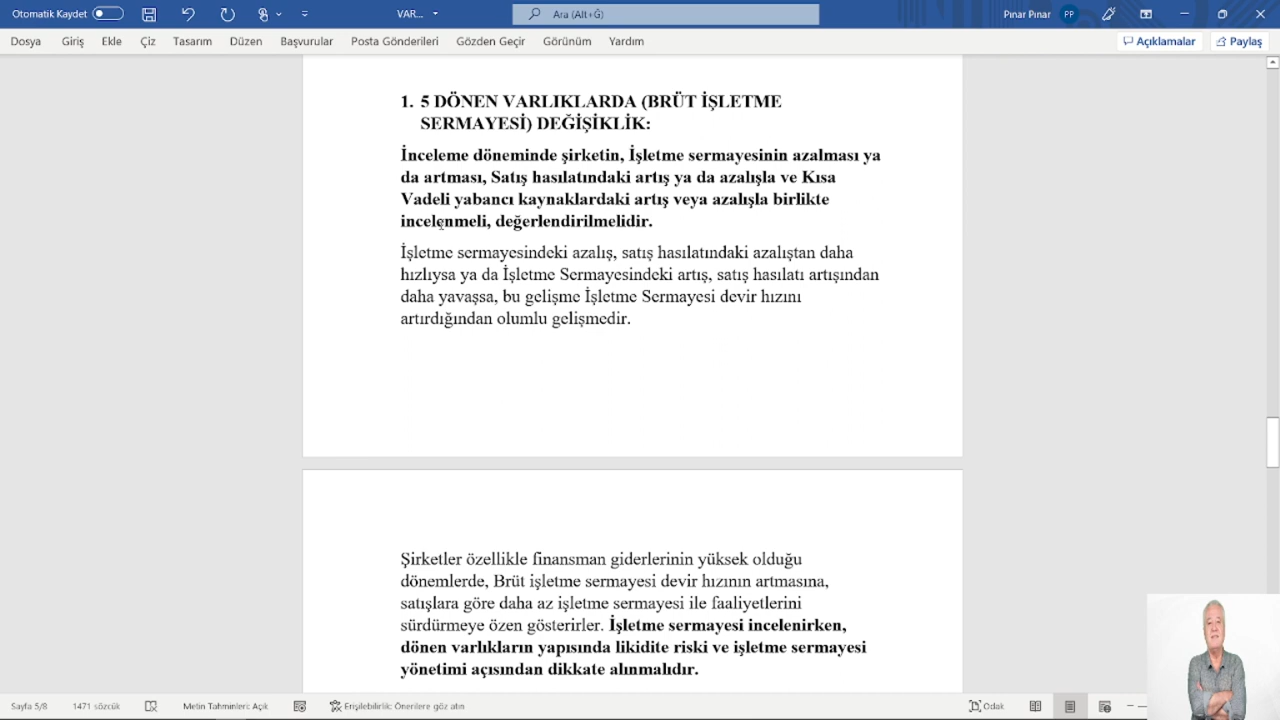 Otomatik Kaydet
VAR...
Ara (Alt+Ğ)
Pınar Pınar
PP
Dosya Giriş Ekle Çiz Tasarım Düzen Başvurular Posta Gönderileri Gözden Geçir Görünüm Yardım
Açıklamalar
Paylaş
1. 5 DÖNEN VARLIKLARDA (BRÜT İŞLETME
SERMAYESİ) DEĞİŞİKLİK:
İnceleme döneminde şirketin, İşletme sermayesinin azalması ya
da artması, Satış hasılatındaki artış ya da azalışla ve Kısa
Vadeli yabancı kaynaklardaki artış veya azalışla birlikte
incelenmeli, değerlendirilmelidir.
İşletme sermayesindeki azalış, satış hasılatındaki azalıştan daha
hızlıysa ya da İşletme Sermayesindeki artış, satış hasılatı artışından
daha yavaşsa, bu gelişme İşletme Sermayesi devir hızını
artırdığından olumlu gelişmedir.
Şirketler özellikle finansman giderlerinin yüksek olduğu
dönemlerde, Brüt işletme sermayesi devir hızının artmasına,
satışlara göre daha az işletme sermayesi ile faaliyetlerini
sürdürmeye özen gösterirler. İşletme sermayesi incelenirken,
dönen varlıkların yapısında likidite riski ve işletme sermayesi
yönetimi açısından dikkate alınmalıdır.
Sayfa 5/8
1471 sözcük
Metin Tahminleri: Açık
Erişilebilirlik: Önerilere göz atın
Odak